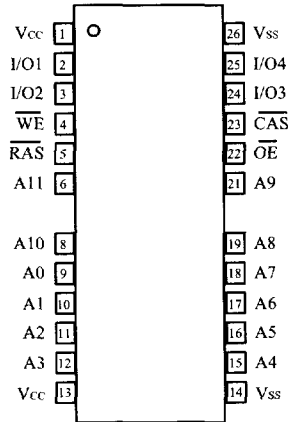 Vcc 1 26 Vss
I/O1 2 25 I/O4
I/O2 3 24 I/O3
WE 4 23 CAS
RAS 5 22 OE
A11 6 21 A9
A10 8 19 A8
A0 9 18 A7
A1 10 17 A6
A2 11 16 A5
A3 12 15 A4
Vcc 13 14 Vss